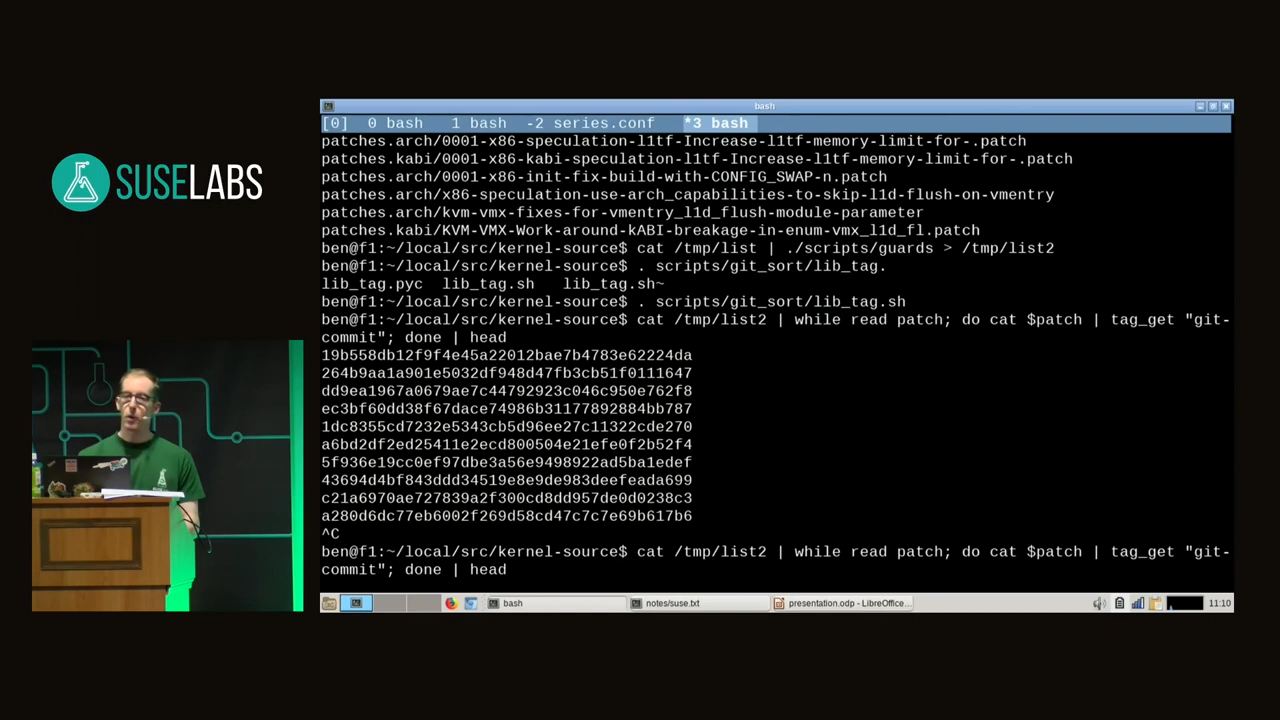 SUSELABS
bash
[0] 0 bash 1 bash -2 series.conf *3 bash
patches.arch/0001-x86-speculation-l1tf-Increase-l1tf-memory-limit-for-.patch
patches.kabi/0001-x86-kabi-speculation-l1tf-Increase-l1tf-memory-limit-for-.patch
patches.arch/0001-x86-init-fix-build-with-CONFIG_SWAP-n.patch
patches.arch/x86-speculation-use-arch_capabilities-to-skip-l1d-flush-on-vmentry
patches.arch/kvm-vmx-fixes-for-vmentry_l1d_flush-module-parameter
patches.kabi/KVM-VMX-Work-around-kABI-breakage-in-enum-vmx_l1d_fl.patch
ben@f1:~/local/src/kernel-source$ cat /tmp/list | ./scripts/guards > /tmp/list2
ben@f1:~/local/src/kernel-source$ . scripts/git_sort/lib_tag.
lib_tag.pyc lib_tag.sh lib_tag.sh~
ben@f1:~/local/src/kernel-source$ . scripts/git_sort/lib_tag.sh
ben@f1:~/local/src/kernel-source$ cat /tmp/list2 | while read patch; do cat $patch | tag_get "git-
commit"; done | head
19b558db12f9f4e45a22012bae7b4783e62224da
264b9aa1a901e5032df948d47fb3cb51f0111647
dd9ea1967a0679ae7c44792923c046c950e762f8
ec3bf60dd38f67dace74986b31177892884bb787
1dc8355cd7232e5343cb5d96ee27c11322cde270
a6bd2df2ed25411e2ecd800504e21efe0f2b52f4
5f936e19cc0ef97dbe3a56e9498922ad5ba1edef
43694d4bf843ddd34519e8e9de983deefeada699
c21a6970ae727839a2f300cd8dd957de0d0238c3
a280d6dc77eb6002f269d58cd47c7c7e69b617b6
^C
ben@f1:~/local/src/kernel-source$ cat /tmp/list2 | while read patch; do cat $patch | tag_get "git-
commit"; done | head
bash
notes/suse.txt
presentation.odp - LibreOffice...
11:10